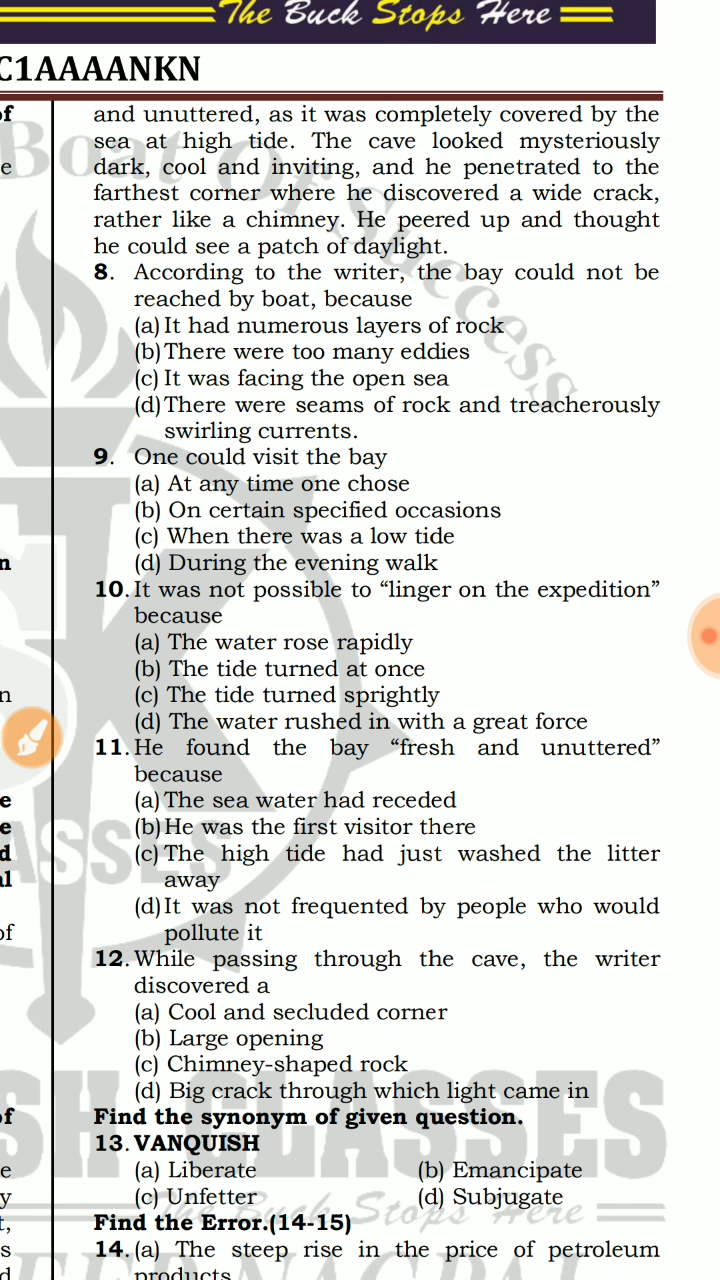 The Buck Stops Here
C1AAAANKN
and unuttered, as it was completely covered by the
sea at high tide. The cave looked mysteriously
dark, cool and inviting, and he penetrated to the
farthest corner where he discovered a wide crack,
rather like a chimney. He peered up and thought
he could see a patch of daylight.
8. According to the writer, the bay could not be
reached by boat, because
(a) It had numerous layers of rock
(b) There were too many eddies
(c) It was facing the open sea
(d) There were seams of rock and treacherously
swirling currents.
9. One could visit the bay
(a) At any time one chose
(b) On certain specified occasions
(c) When there was a low tide
(d) During the evening walk
10. It was not possible to “linger on the expedition”
because
(a) The water rose rapidly
(b) The tide turned at once
(c) The tide turned sprightly
(d) The water rushed in with a great force
11. He found the bay “fresh and unuttered”
because
(a) The sea water had receded
(b) He was the first visitor there
(c) The high tide had just washed the litter
away
(d) It was not frequented by people who would
pollute it
12. While passing through the cave, the writer
discovered a
(a) Cool and secluded corner
(b) Large opening
(c) Chimney-shaped rock
(d) Big crack through which light came in
Find the synonym of given question.
13. VANQUISH
(a) Liberate (b) Emancipate
(c) Unfetter (d) Subjugate
Find the Error.(14-15)
14. (a) The steep rise in the price of petroleum
products